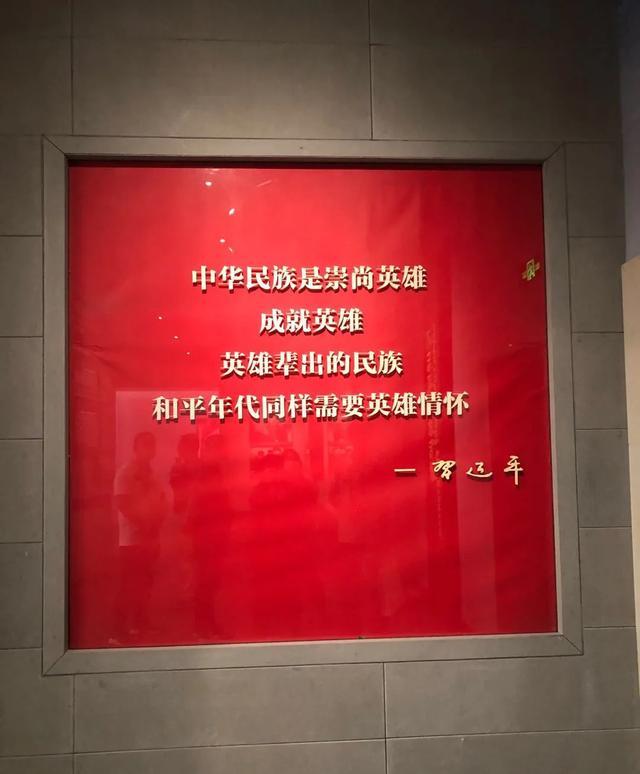 中华民族是崇尚英雄
成就英雄
英雄辈出的民族
和平年代同样需要英雄情怀
— 习近平